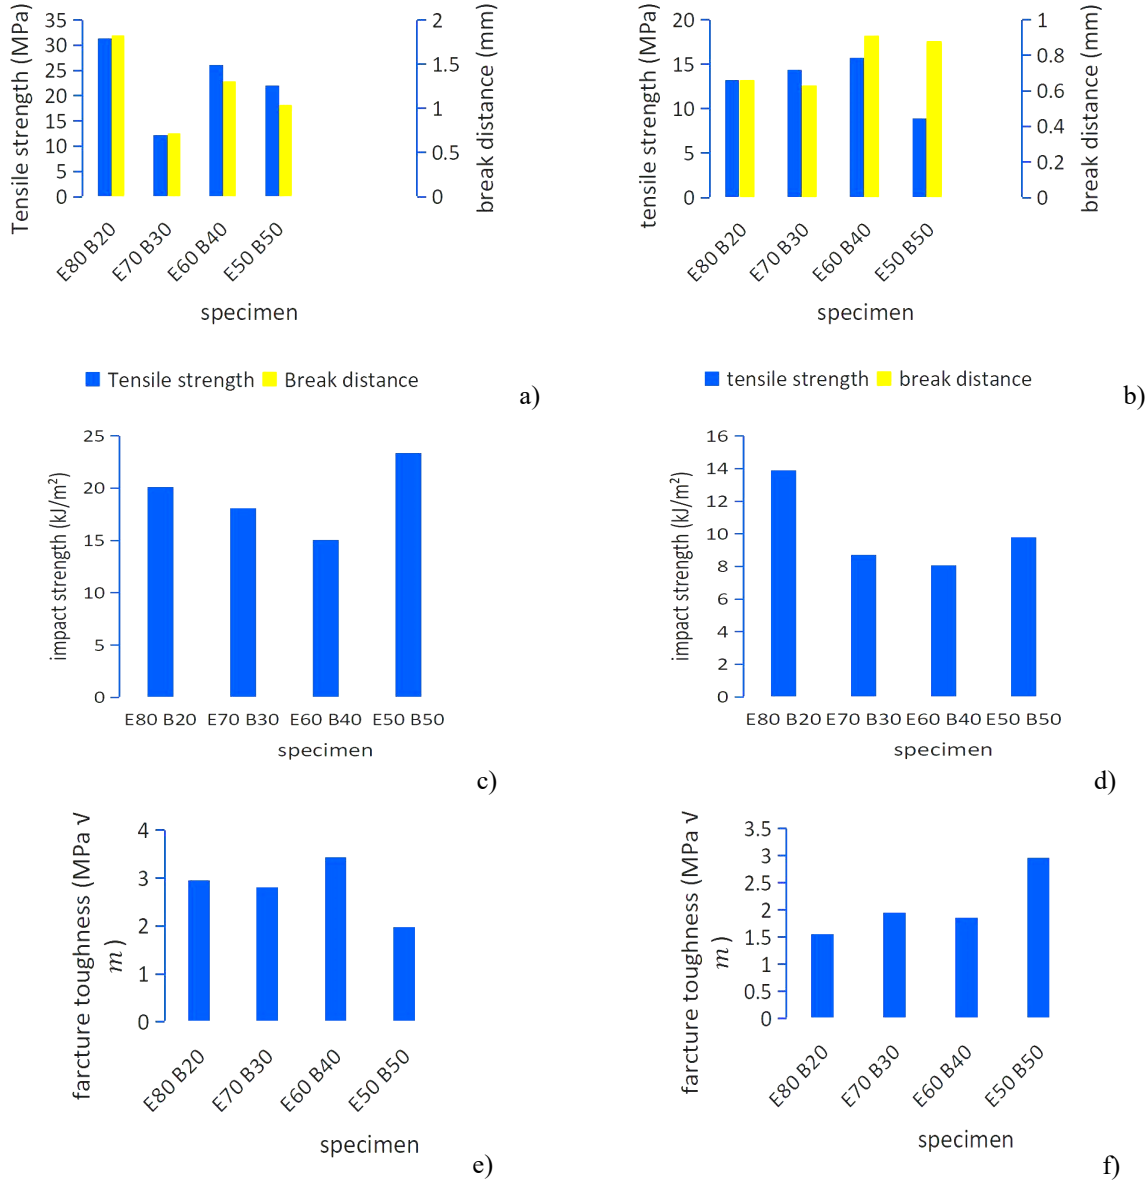 Tensile strength (MPa)
35
30
25
20
15
10
5
0
2
1.5
1
0.5
0
break distance (mm)
E80 B20
E70 B30
E60 B40
E50 B50
specimen
Tensile strength
Break distance
a)
tensile strength (MPa)
20
15
10
5
0
1
0.8
0.6
0.4
0.2
0
break distance (mm)
E80 B20
E70 B30
E60 B40
E50 B50
specimen
tensile strength
break distance
b)
impact strength (kJ/m²)
25
20
15
10
5
0
E80 B20
E70 B30
E60 B40
E50 B50
specimen
c)
impact strength (kJ/m²)
16
14
12
10
8
6
4
2
0
E80 B20
E70 B30
E60 B40
E50 B50
specimen
d)
farcture toughness (MPa √
m)
4
3
2
1
0
E80 B20
E70 B30
E60 B40
E50 B50
specimen
e)
farcture toughness (MPa √
m)
3.5
3
2.5
2
1.5
1
0.5
0
E80 B20
E70 B30
E60 B40
E50 B50
specimen
f)